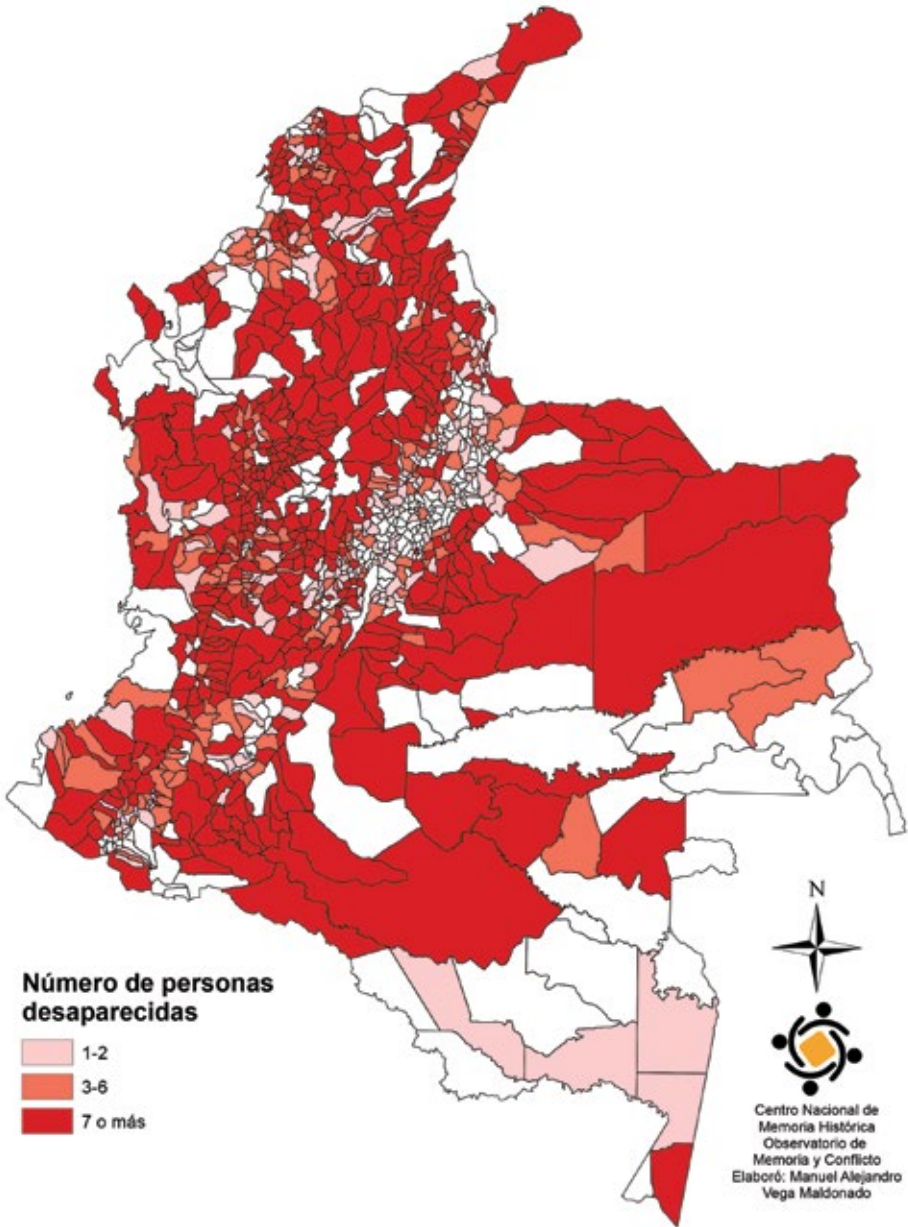 N
Número de personas
desaparecidas
1-2
3-6
7 o más
Centro Nacional de
Memoria Histórica
Observatorio de
Memoria y Conflicto
Elaboró: Manuel Alejandro
Vega Maldonado